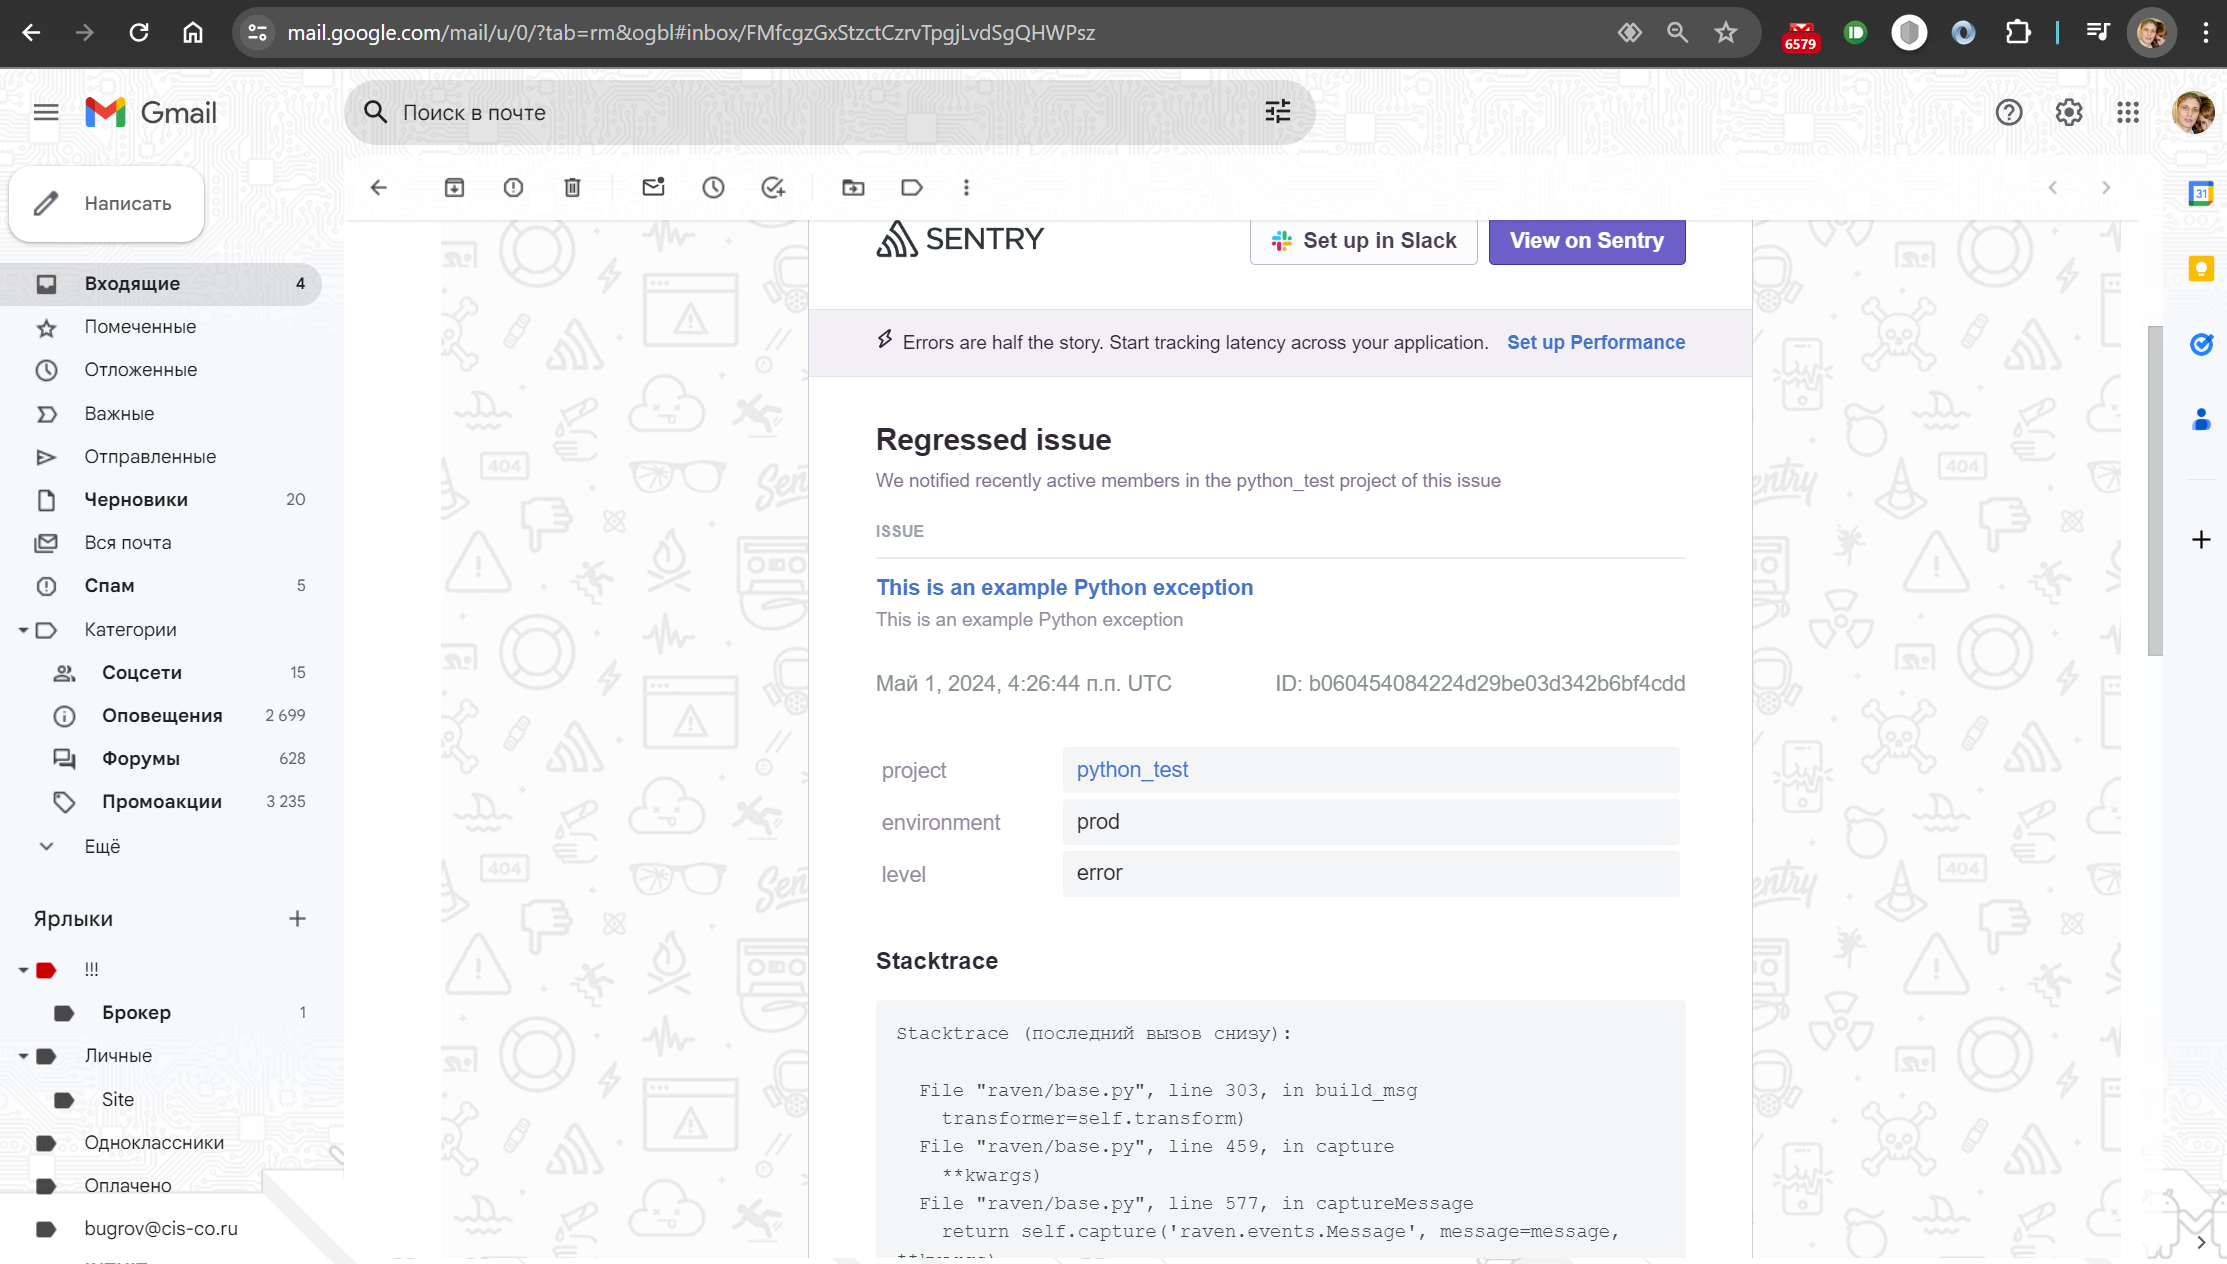 mail.google.com/mail/u/0/?tab=rm&ogbl#inbox/FMfcgzGxStzctCzrvTpgjLvdSgQHWPsz
6579
Gmail
Поиск в почте
31
Написать
Входящие 4
Помеченные
Отложенные
Важные
Отправленные
Черновики 20
Вся почта
Спам 5
Категории
Соцсети 15
Оповещения 2 699
Форумы 628
Промоакции 3 235
Ещё
Ярлыки
!!!
Брокер 1
Личные
Site
Одноклассники
Оплачено
bugrov@cis-co.ru
SENTRY
Set up in Slack
View on Sentry
Errors are half the story. Start tracking latency across your application. Set up Performance
Regressed issue
We notified recently active members in the python_test project of this issue
ISSUE
This is an example Python exception
This is an example Python exception
Май 1, 2024, 4:26:44 п.п. UTC ID: b060454084224d29be03d342b6bf4cdd
project python_test
environment prod
level error
Stacktrace
Stacktrace (последний вызов снизу):
File "raven/base.py", line 303, in build_msg
transformer=self.transform)
File "raven/base.py", line 459, in capture
**kwargs)
File "raven/base.py", line 577, in captureMessage
return self.capture('raven.events.Message', message=message,